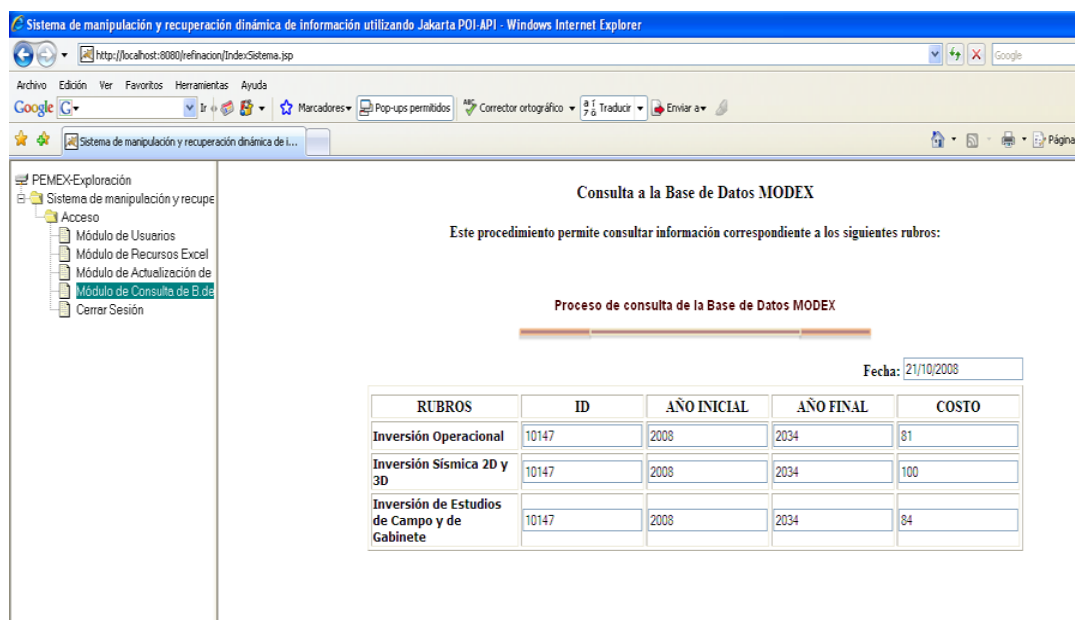 Sistema de manipulación y recuperación dinámica de información utilizando Jakarta POI-API - Windows Internet Explorer
http://localhost:8080/refinacion/IndexSistema.jsp
Google
Archivo Edición Ver Favoritos Herramientas Ayuda
Google G Ir Marcadores Pop-ups permitidos Corrector ortográfico Traducir Enviar a
Sistema de manipulación y recuperación dinámica de i... Página
PEMEX-Exploración
Sistema de manipulación y recupe
Acceso
Módulo de Usuarios
Módulo de Recursos Excel
Módulo de Actualización de
Módulo de Consulta de B.de
Cerrar Sesión
Consulta a la Base de Datos MODEX
Este procedimiento permite consultar información correspondiente a los siguientes rubros:
Proceso de consulta de la Base de Datos MODEX
Fecha: 21/10/2008
RUBROS ID AÑO INICIAL AÑO FINAL COSTO
Inversión Operacional 10147 2008 2034 81
Inversión Sísmica 2D y
3D 10147 2008 2034 100
Inversión de Estudios
de Campo y de 10147 2008 2034 84
Gabinete